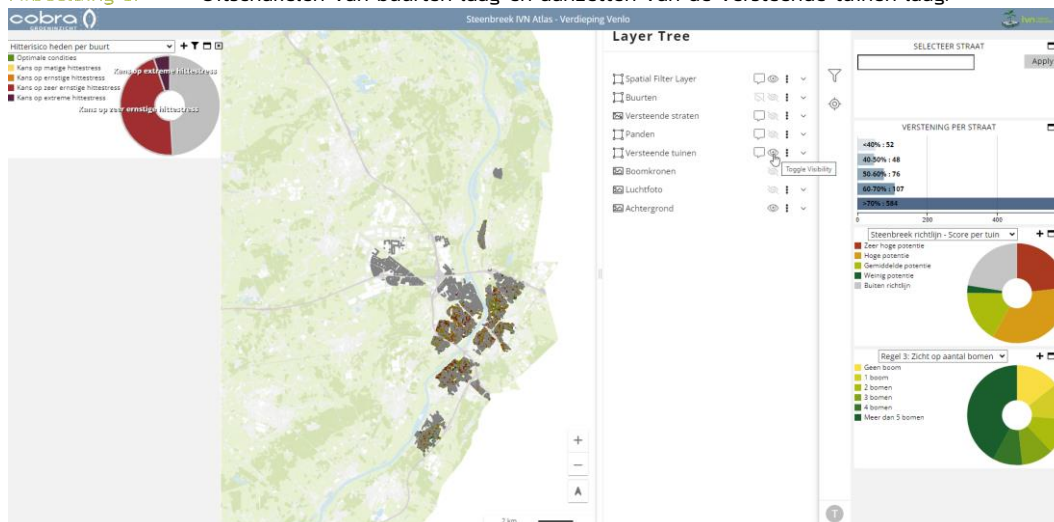 Uitschakelen van buurten laag en aanzetten van de versteende tuinen laag.
cobra
GROENINZICHT
Steenbreek IVN Atlas - Verdieping Venlo
ivn
Hitterisico heden per buurt
Optimale condities
Kans op matige hittestress
Kans op ernstige hittestress
Kans op zeer ernstige hittestress
Kans op extreme hittestress
Kans op extreme hittestress
Kans op zeer ernstige hittestress
2 km
Layer Tree
Spatial Filter Layer
Buurten
Versteende straten
Panden
Versteende tuinen
Toggle Visibility
Boomkronen
Luchtfoto
Achtergrond
SELECTEER STRAAT
Apply
VERSTENING PER STRAAT
<40% : 52
40-50% : 48
50-60% : 76
60-70% : 107
>70% : 584
0 200 400
Steenbreek richtlijn - Score per tuin
Zeer hoge potentie
Hoge potentie
Gemiddelde potentie
Weinig potentie
Buiten richtlijn
Regel 3: Zicht op aantal bomen
Geen boom
1 boom
2 bomen
3 bomen
4 bomen
Meer dan 5 bomen
T